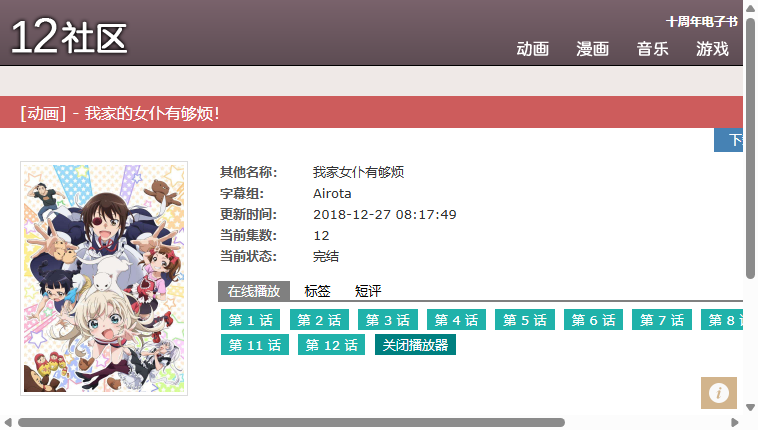 12社区
十周年电子书
动画 漫画 音乐 游戏
[动画] - 我家的女仆有够烦！
其他名称： 我家女仆有够烦
字幕组： Airota
更新时间： 2018-12-27 08:17:49
当前集数： 12
当前状态： 完结
在线播放 标签 短评
第 1 话 第 2 话 第 3 话 第 4 话 第 5 话 第 6 话 第 7 话 第 8
第 11 话 第 12 话 关闭播放器